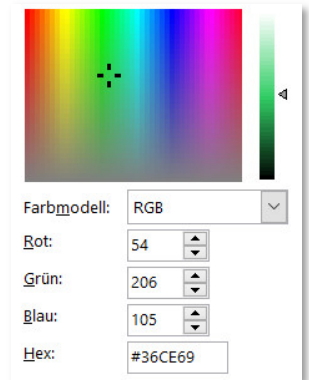 Farbmodell: RGB
Rot: 54
Grün: 206
Blau: 105
Hex: #36CE69